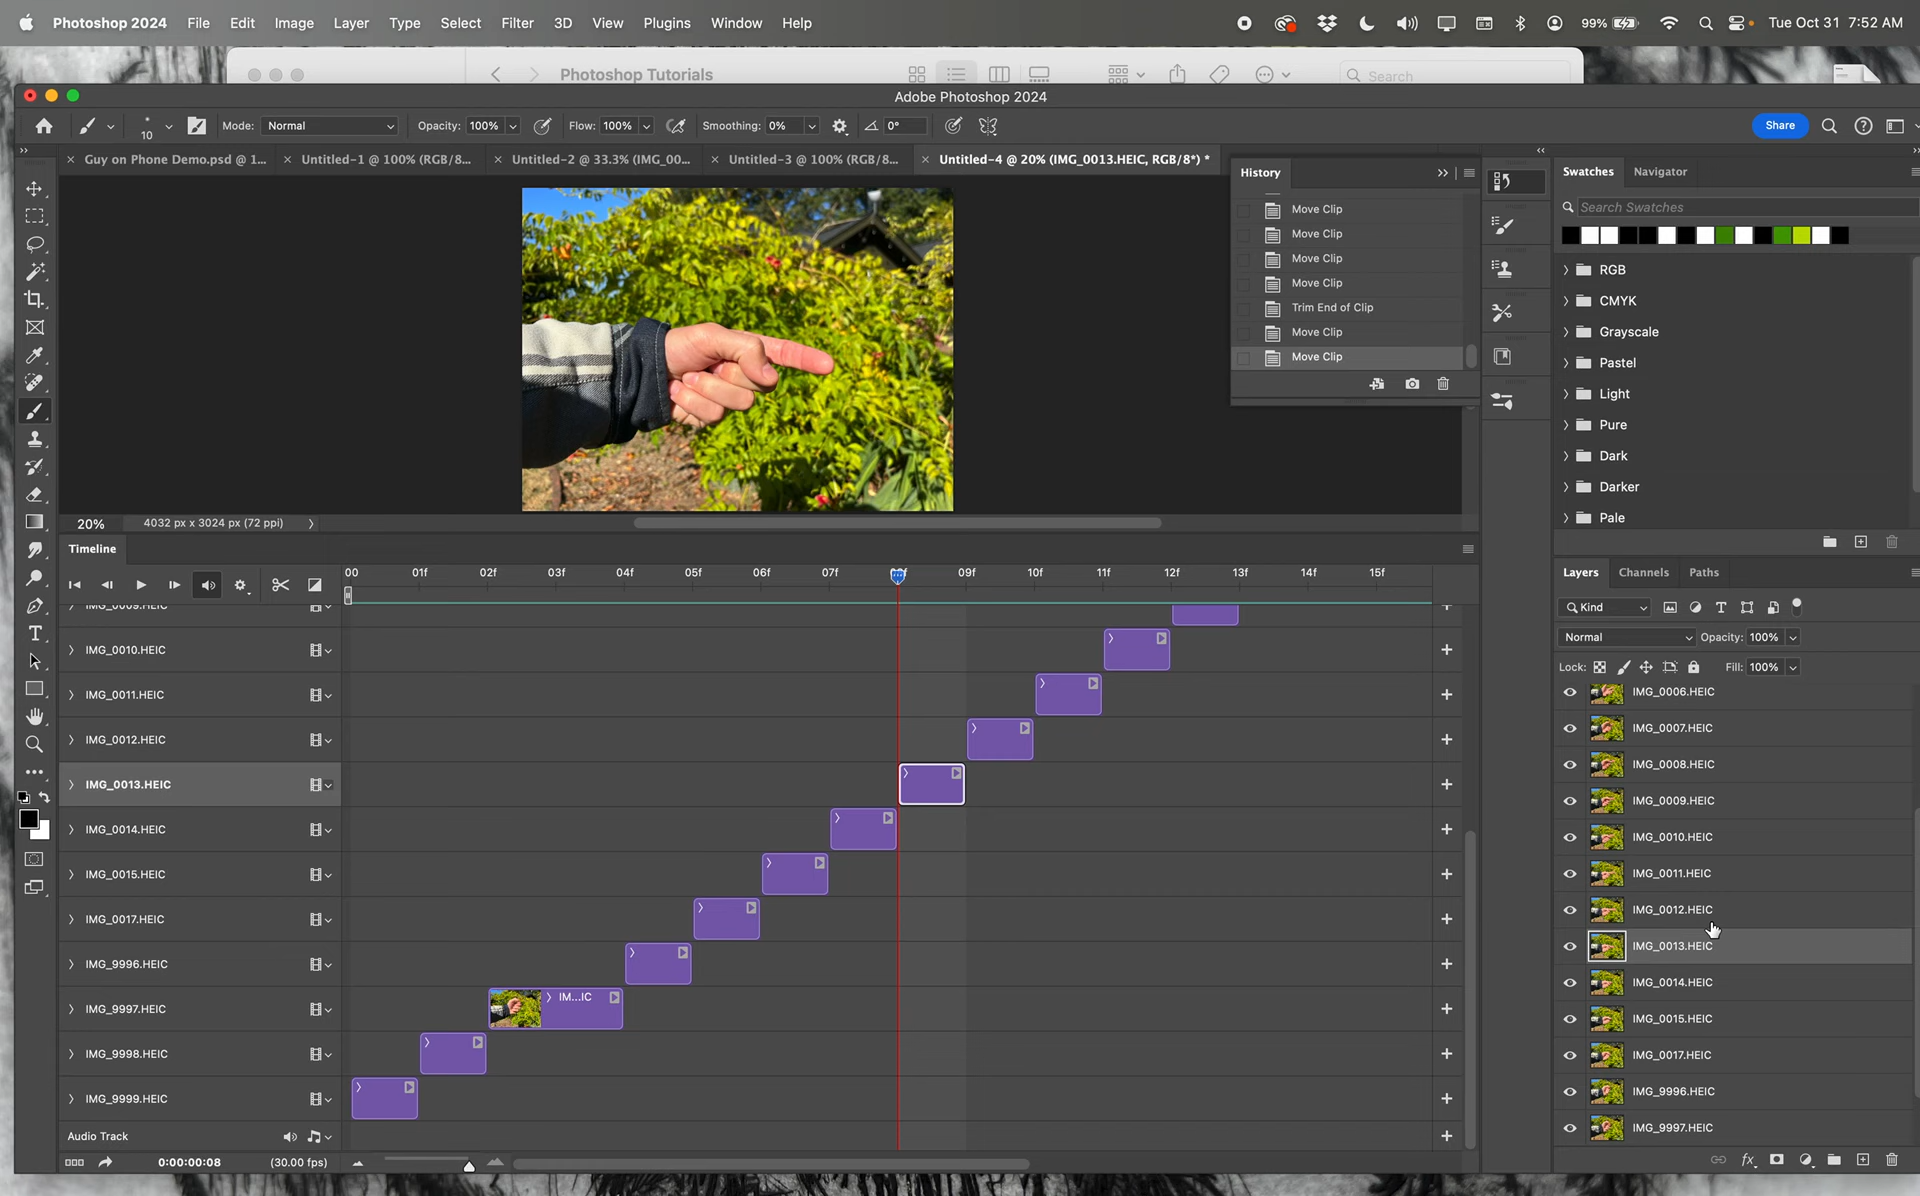 Photoshop 2024 File Edit Image Layer Type Select Filter 3D View Plugins Window Help 99% Tue Oct 31 7:52 AM
Photoshop Tutorials Search
Adobe Photoshop 2024
10 Mode: Normal Opacity: 100% Flow: 100% Smoothing: 0% 0° Share
Guy on Phone Demo.psd @ 1... Untitled-1 @ 100% (RGB/8... Untitled-2 @ 33.3% (IMG_00... Untitled-3 @ 100% (RGB/8... Untitled-4 @ 20% (IMG_0013.HEIC, RGB/8*) *
History
Move Clip
Move Clip
Move Clip
Move Clip
Trim End of Clip
Move Clip
Move Clip
Swatches Navigator
Search Swatches
RGB
CMYK
Grayscale
Pastel
Light
Pure
Dark
Darker
Pale
20% 4032 px x 3024 px (72 ppi)
Timeline
00 01f 02f 03f 04f 05f 06f 07f 09f 10f 11f 12f 13f 14f 15f
IMG_0009.HEIC
IMG_0010.HEIC
IMG_0011.HEIC
IMG_0012.HEIC
IMG_0013.HEIC
IMG_0014.HEIC
IMG_0015.HEIC
IMG_0017.HEIC
IMG_9996.HEIC
IMG_9997.HEIC IM...IC
IMG_9998.HEIC
IMG_9999.HEIC
Audio Track
0:00:00:08 (30.00 fps)
Layers Channels Paths
Kind
Normal Opacity: 100%
Lock: Fill: 100%
IMG_0006.HEIC
IMG_0007.HEIC
IMG_0008.HEIC
IMG_0009.HEIC
IMG_0010.HEIC
IMG_0011.HEIC
IMG_0012.HEIC
IMG_0013.HEIC
IMG_0014.HEIC
IMG_0015.HEIC
IMG_0017.HEIC
IMG_9996.HEIC
IMG_9997.HEIC
fx